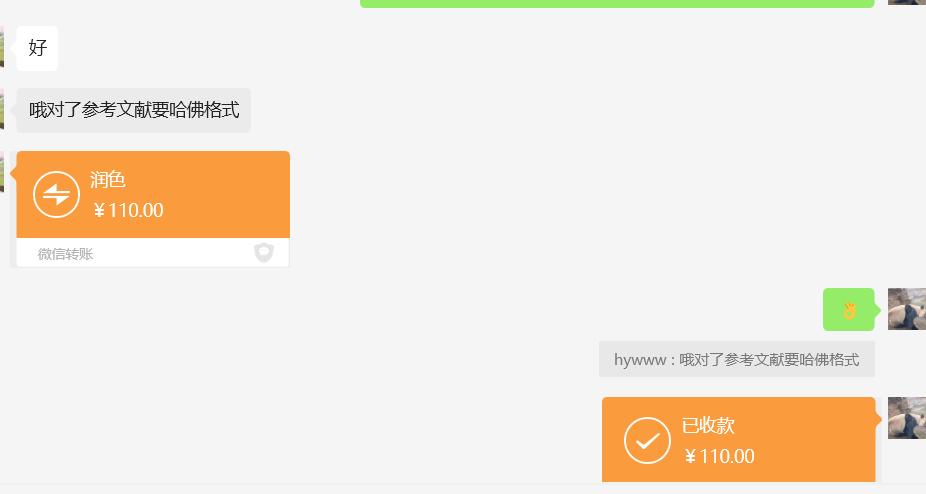 好
哦对了参考文献要哈佛格式
润色
￥110.00
微信转账
👌
hywww : 哦对了参考文献要哈佛格式
已收款
￥110.00